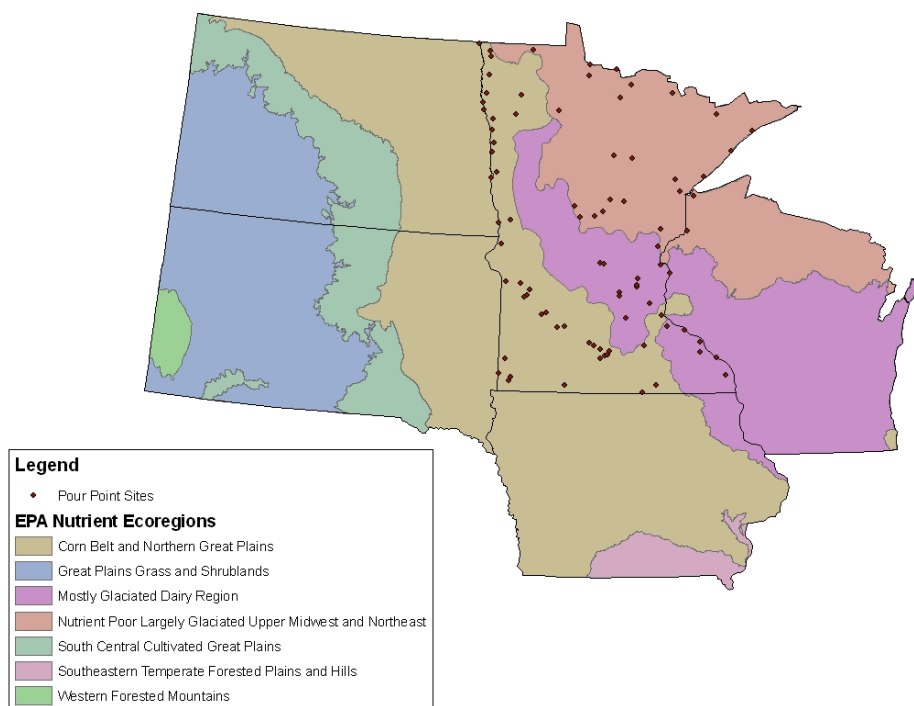 Legend
Pour Point Sites
EPA Nutrient Ecoregions
Corn Belt and Northern Great Plains
Great Plains Grass and Shrublands
Mostly Glaciated Dairy Region
Nutrient Poor Largely Glaciated Upper Midwest and Northeast
South Central Cultivated Great Plains
Southeastern Temperate Forested Plains and Hills
Western Forested Mountains